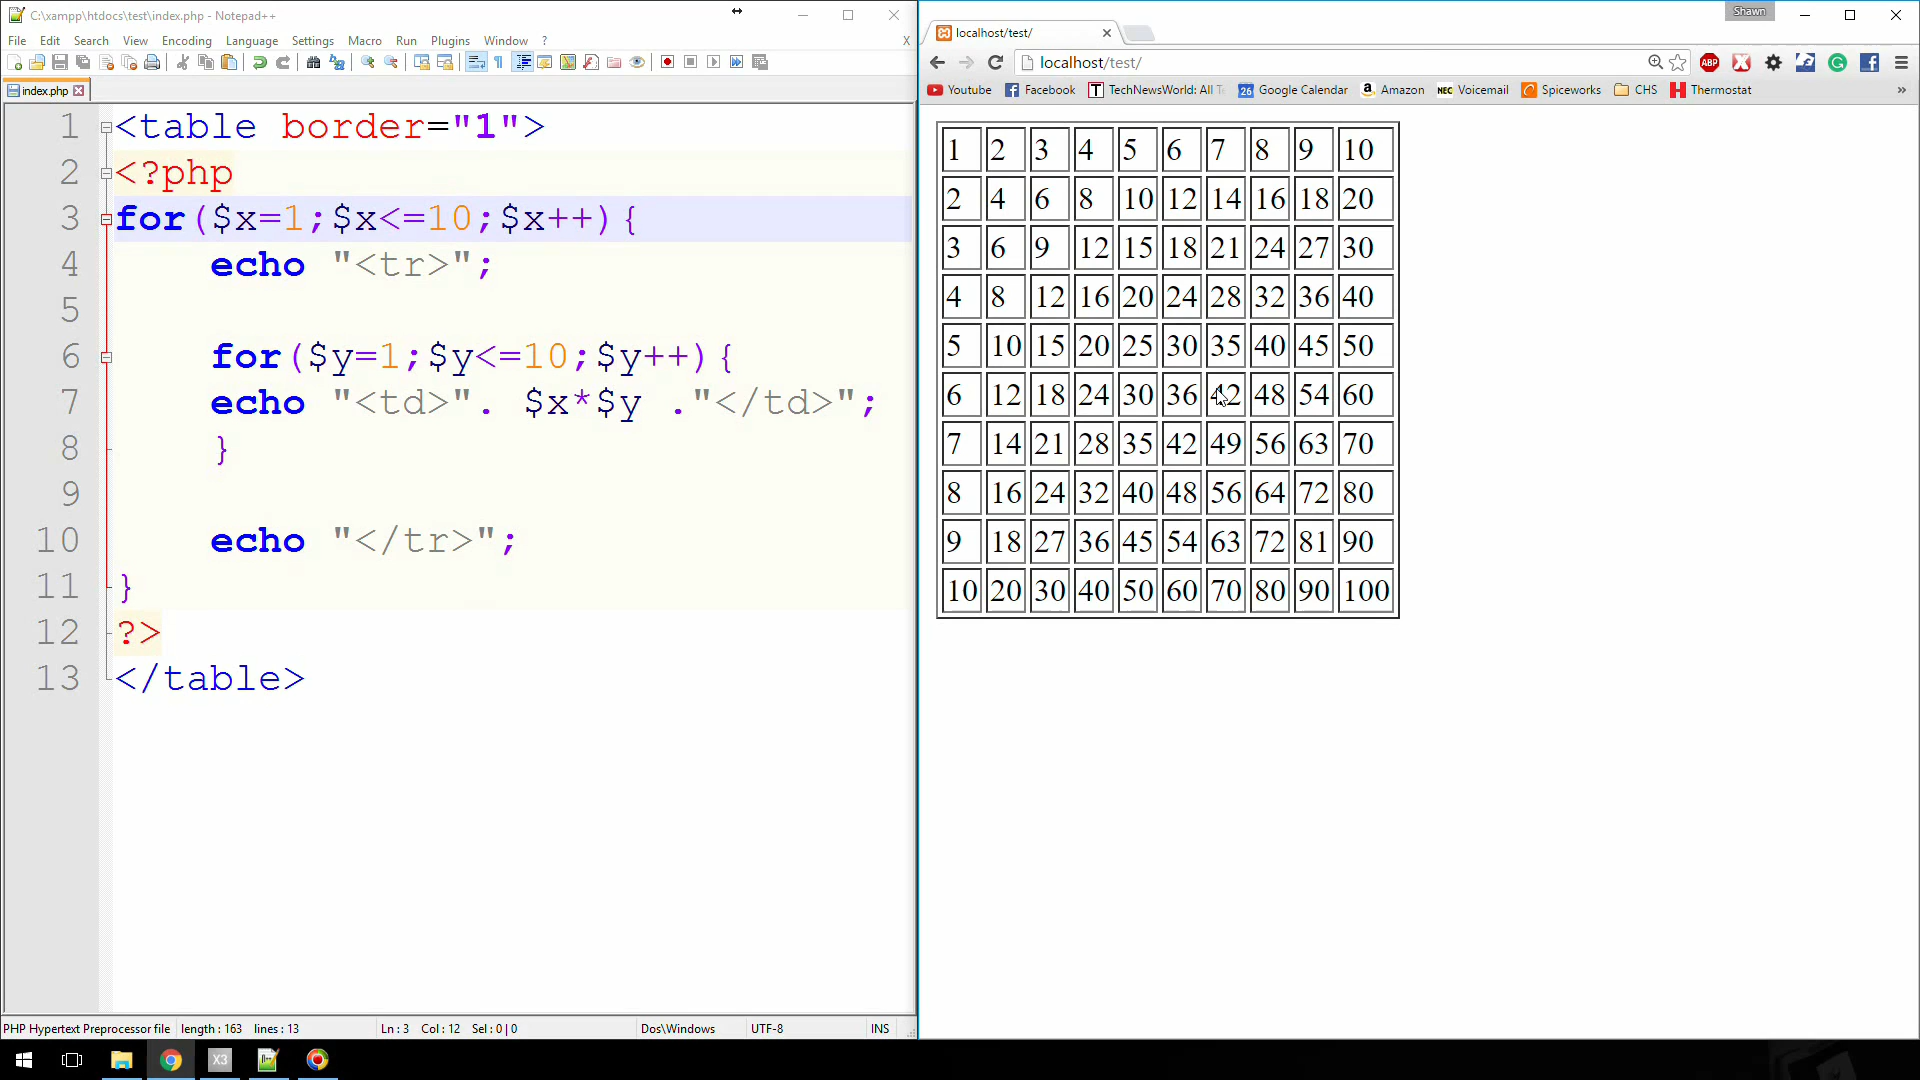 C:\xampp\htdocs\test\index.php - Notepad++
File Edit Search View Encoding Language Settings Macro Run Plugins Window ? X
index.php
1 <table border="1">
2 <?php
3 for($x=1;$x<=10;$x++){
4 echo "<tr>";
5
6 for($y=1;$y<=10;$y++){
7 echo "<td>". $x*$y ."</td>";
8 }
9
10 echo "</tr>";
11 }
12 ?>
13 </table>
PHP Hypertext Preprocessor file length : 163 lines : 13 Ln : 3 Col : 12 Sel : 0 | 0 Dos\Windows UTF-8 INS
Shawn
localhost/test/
localhost/test/
ABP
Youtube Facebook TechNewsWorld: All T 26 Google Calendar a Amazon NEC Voicemail Spiceworks CHS Thermostat »
1 2 3 4 5 6 7 8 9 10
2 4 6 8 10 12 14 16 18 20
3 6 9 12 15 18 21 24 27 30
4 8 12 16 20 24 28 32 36 40
5 10 15 20 25 30 35 40 45 50
6 12 18 24 30 36 42 48 54 60
7 14 21 28 35 42 49 56 63 70
8 16 24 32 40 48 56 64 72 80
9 18 27 36 45 54 63 72 81 90
10 20 30 40 50 60 70 80 90 100
X3